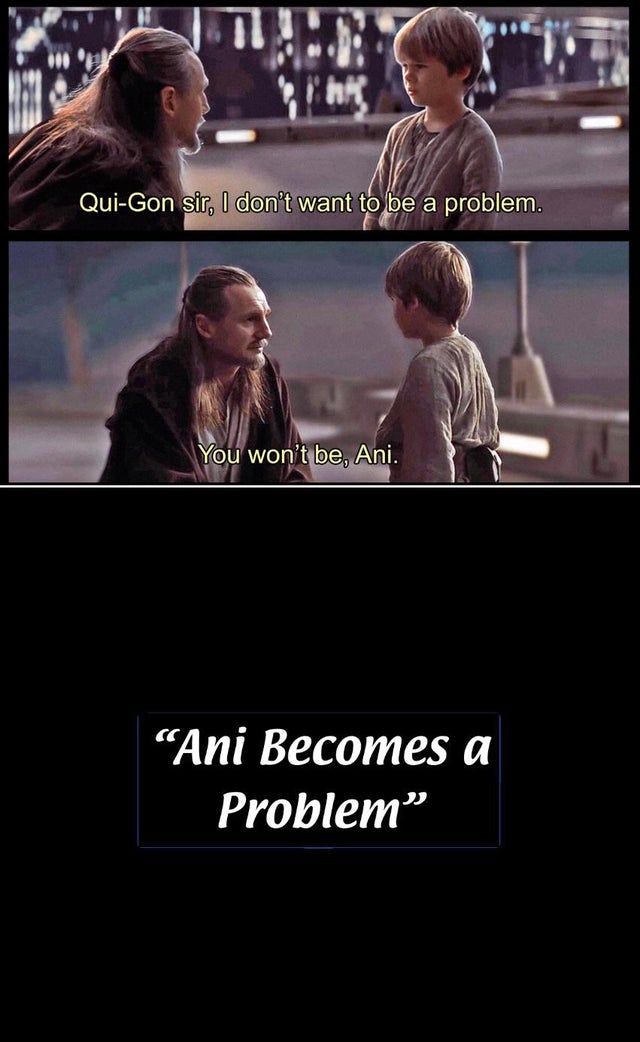 Qui-Gon sir, I don't want to be a problem.
You won't be, Ani.
“Ani Becomes a
Problem”